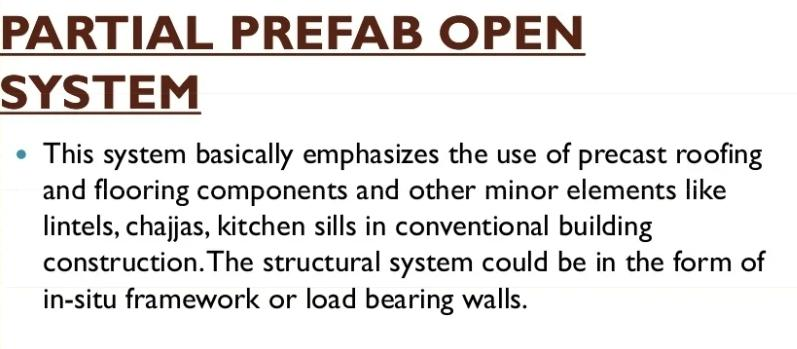 PARTIAL PREFAB OPEN
SYSTEM
• This system basically emphasizes the use of precast roofing
and flooring components and other minor elements like
lintels, chajjas, kitchen sills in conventional building
construction.The structural system could be in the form of
in-situ framework or load bearing walls.